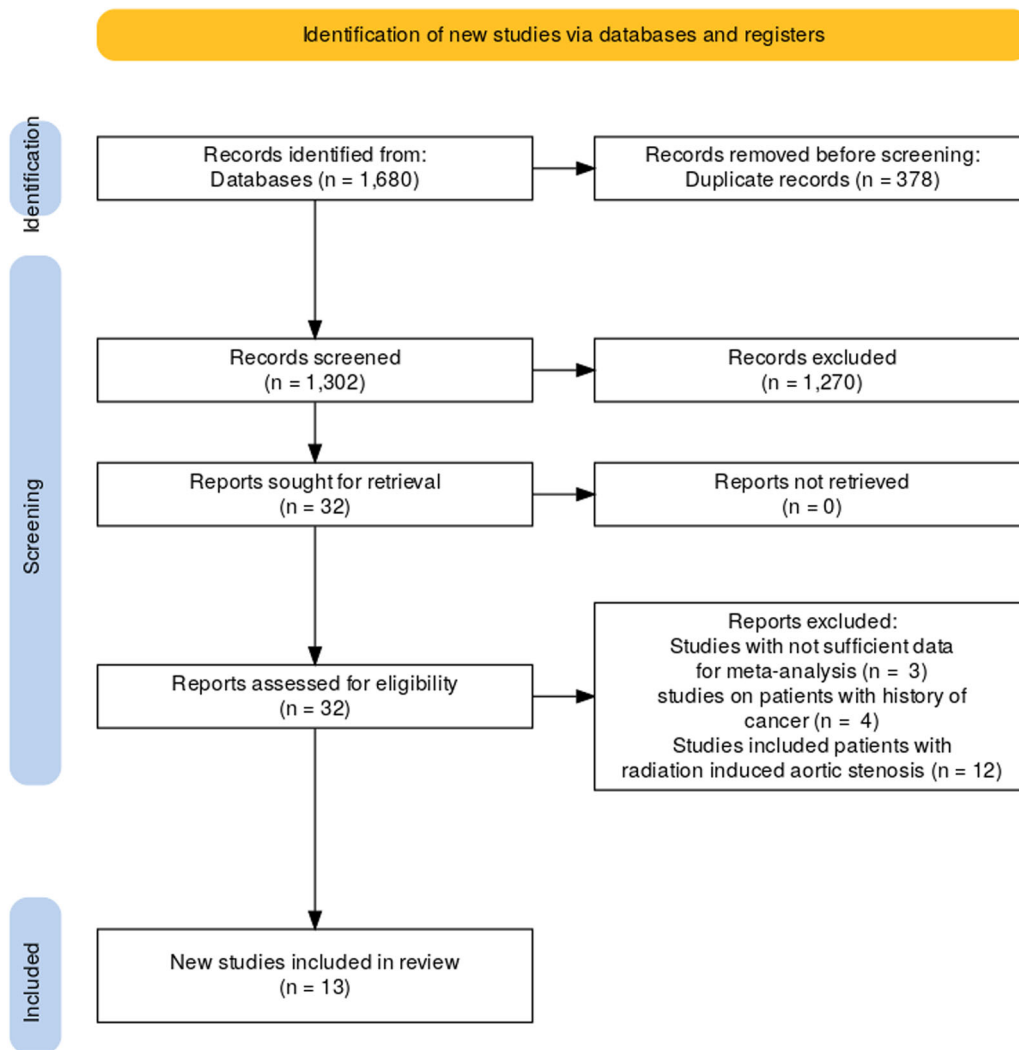 Identification of new studies via databases and registers
Identification
Records identified from:
Databases (n = 1,680)
Records removed before screening:
Duplicate records (n = 378)
Screening
Records screened
(n = 1,302)
Records excluded
(n = 1,270)
Reports sought for retrieval
(n = 32)
Reports not retrieved
(n = 0)
Reports assessed for eligibility
(n = 32)
Reports excluded:
Studies with not sufficient data
for meta-analysis (n = 3)
studies on patients with history of
cancer (n = 4)
Studies included patients with
radiation induced aortic stenosis (n = 12)
Included
New studies included in review
(n = 13)